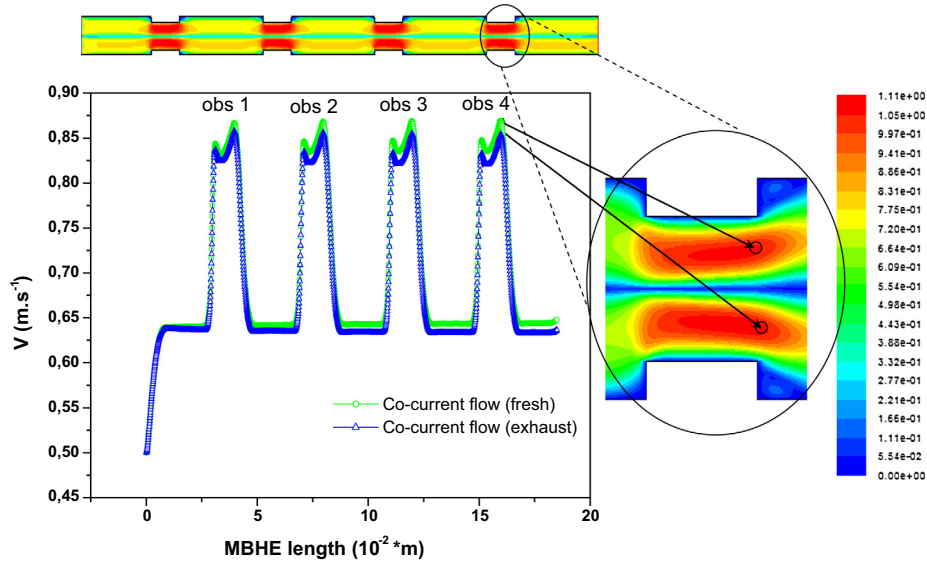 obs 1
obs 2
obs 3
obs 4
0,90
0,85
0,80
0,75
0,70
0,65
0,60
0,55
0,50
0,45
V (m.s⁻¹)
Co-current flow (fresh)
Co-current flow (exhaust)
0
5
10
15
20
MBHE length (10⁻² *m)
1.11e+00
1.05e+00
9.97e-01
9.41e-01
8.86e-01
8.31e-01
7.75e-01
7.20e-01
6.64e-01
6.09e-01
5.54e-01
4.98e-01
4.43e-01
3.88e-01
3.32e-01
2.77e-01
2.21e-01
1.66e-01
1.11e-01
5.54e-02
0.00e+00